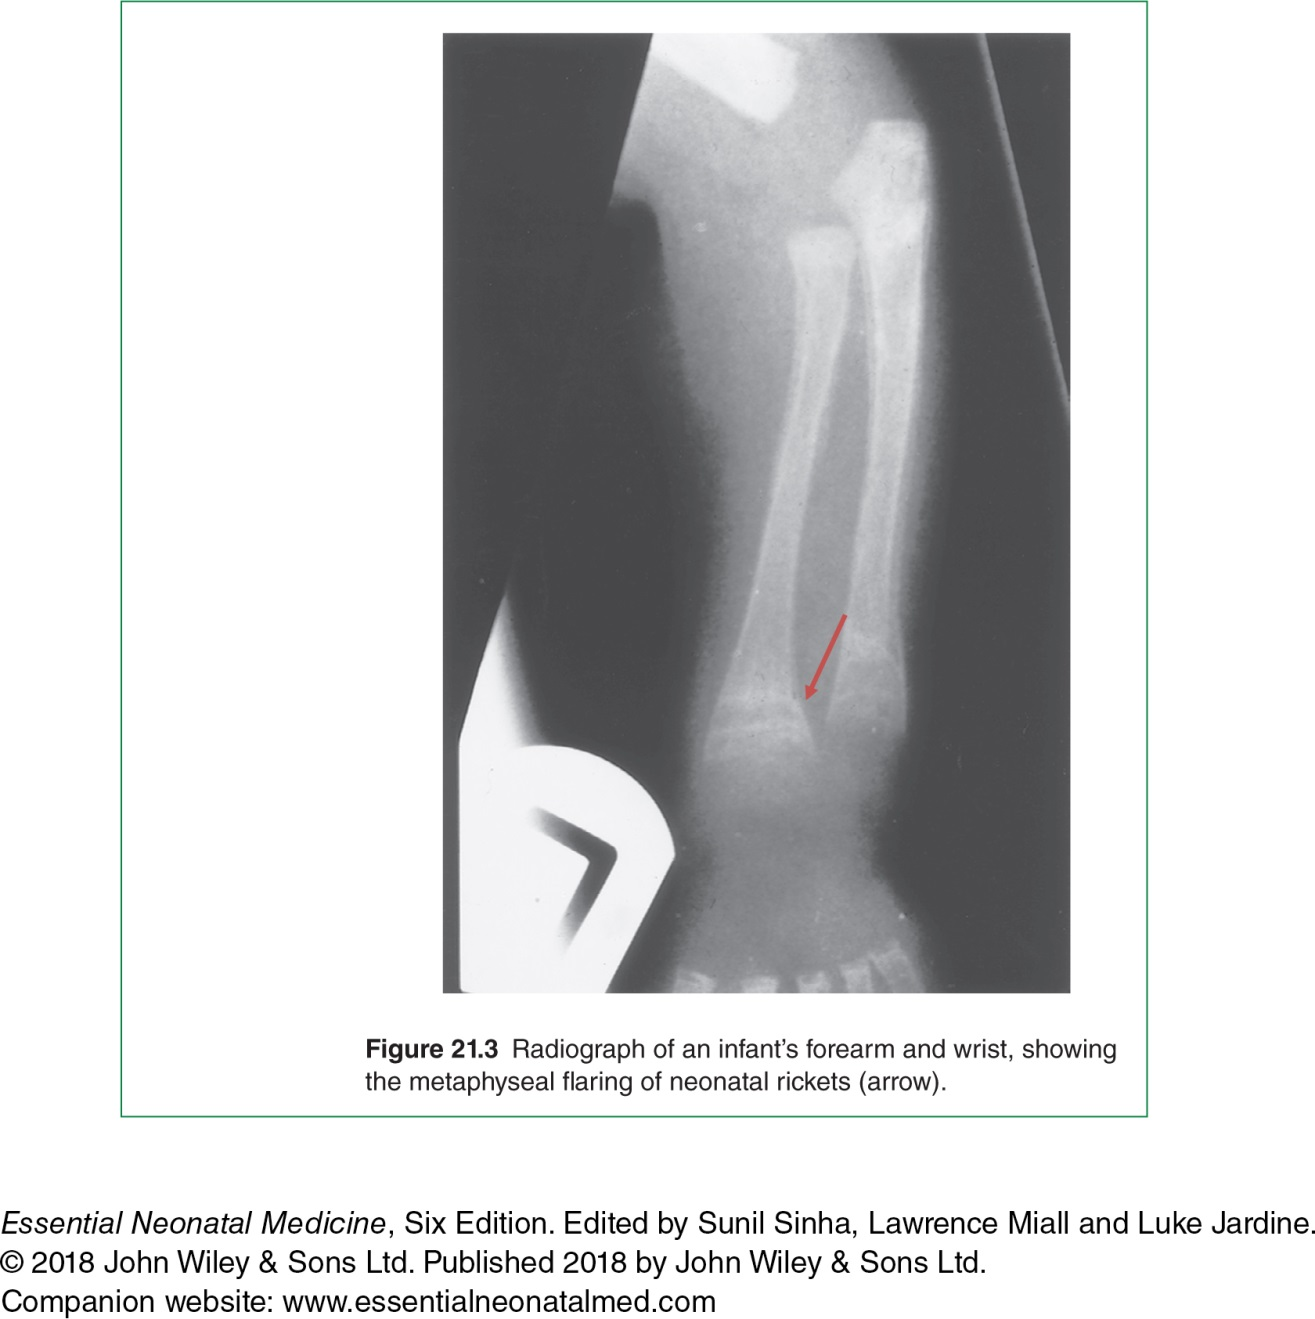 Figure 21.3 Radiograph of an infant’s forearm and wrist, showing
the metaphyseal flaring of neonatal rickets (arrow).
Essential Neonatal Medicine, Six Edition. Edited by Sunil Sinha, Lawrence Miall and Luke Jardine.
© 2018 John Wiley & Sons Ltd. Published 2018 by John Wiley & Sons Ltd.
Companion website: www.essentialneonatalmed.com